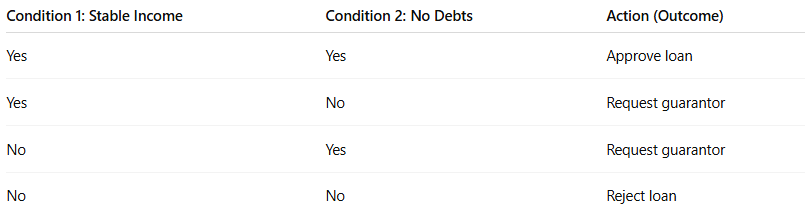 Condition 1: Stable Income Condition 2: No Debts Action (Outcome)
Yes Yes Approve loan
Yes No Request guarantor
No Yes Request guarantor
No No Reject loan